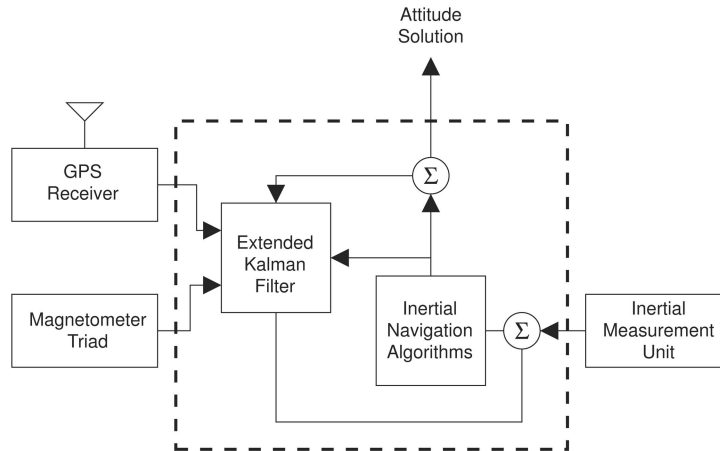 Attitude
Solution
GPS
Receiver
Σ
Extended
Kalman
Filter
Magnetometer
Triad
Inertial
Navigation
Algorithms
Σ
Inertial
Measurement
Unit